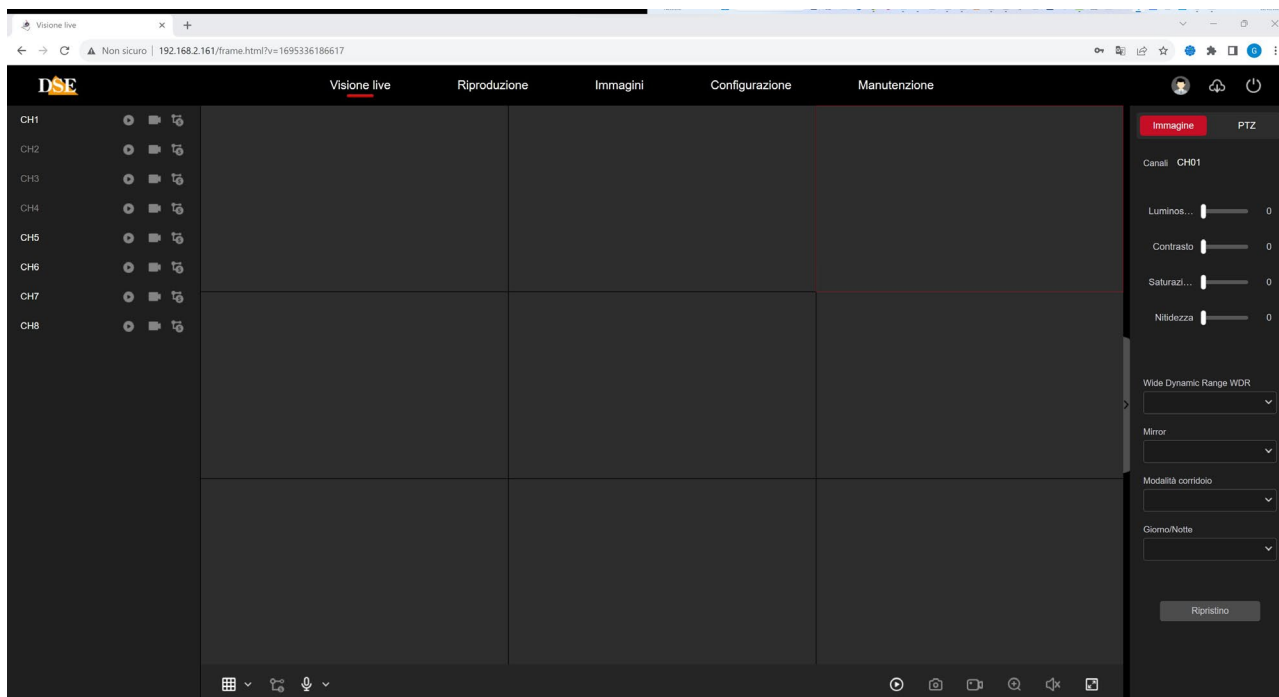 Visione live
Non sicuro | 192.168.2.161/frame.html?v=1695336186617
G
DSE
Visione live Riproduzione Immagini Configurazione Manutenzione
CH1
CH2
CH3
CH4
CH5
CH6
CH7
CH8
Immagine PTZ
Canali CH01
Luminos... 0
Contrasto 0
Saturazi... 0
Nitidezza 0
Wide Dynamic Range WDR
Mirror
Modalità corridoio
Giorno/Notte
Ripristino